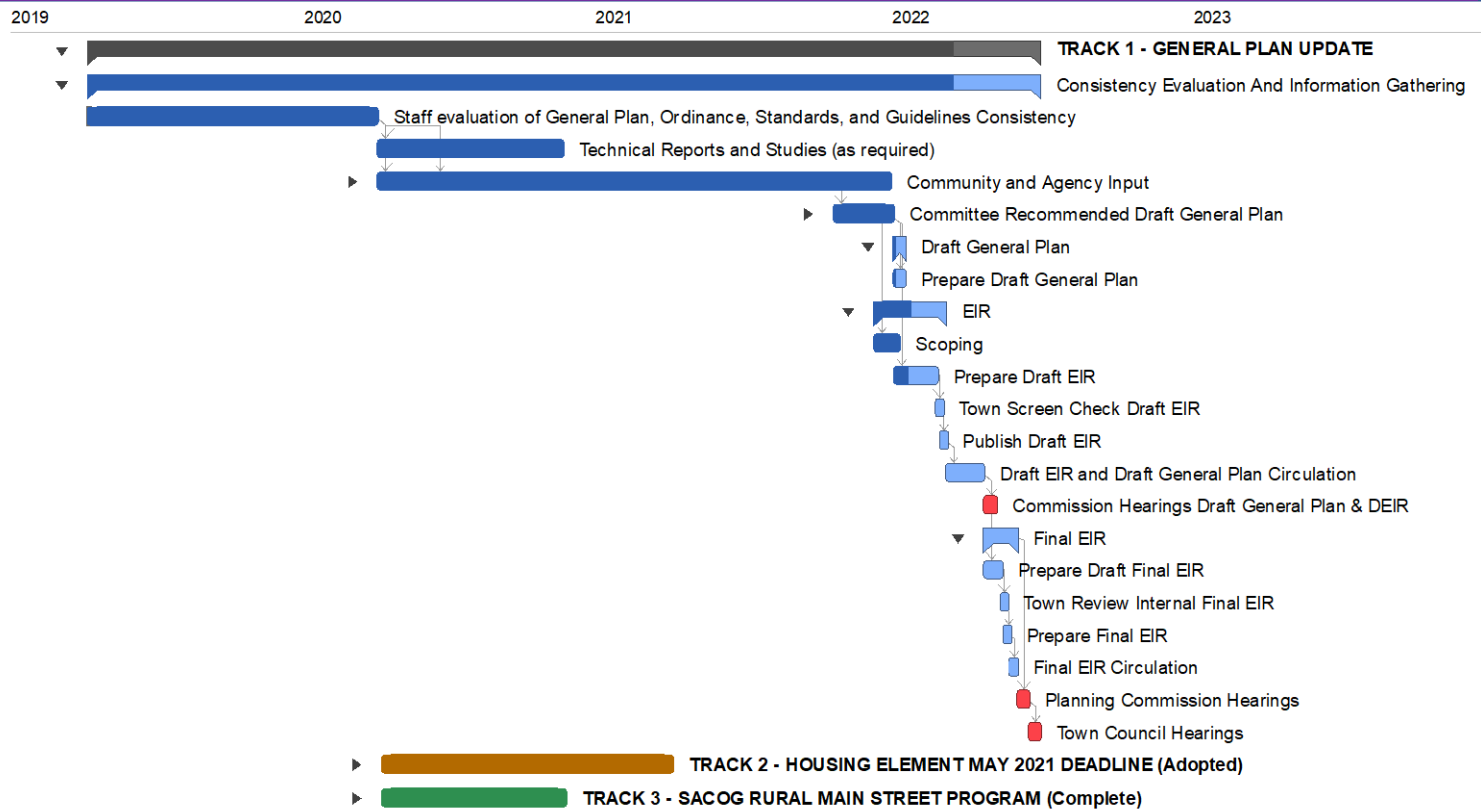 2019 2020 2021 2022 2023
TRACK 1 - GENERAL PLAN UPDATE
Consistency Evaluation And Information Gathering
Staff evaluation of General Plan, Ordinance, Standards, and Guidelines Consistency
Technical Reports and Studies (as required)
Community and Agency Input
Committee Recommended Draft General Plan
Draft General Plan
Prepare Draft General Plan
EIR
Scoping
Prepare Draft EIR
Town Screen Check Draft EIR
Publish Draft EIR
Draft EIR and Draft General Plan Circulation
Commission Hearings Draft General Plan & DEIR
Final EIR
Prepare Draft Final EIR
Town Review Internal Final EIR
Prepare Final EIR
Final EIR Circulation
Planning Commission Hearings
Town Council Hearings
TRACK 2 - HOUSING ELEMENT MAY 2021 DEADLINE (Adopted)
TRACK 3 - SACOG RURAL MAIN STREET PROGRAM (Complete)